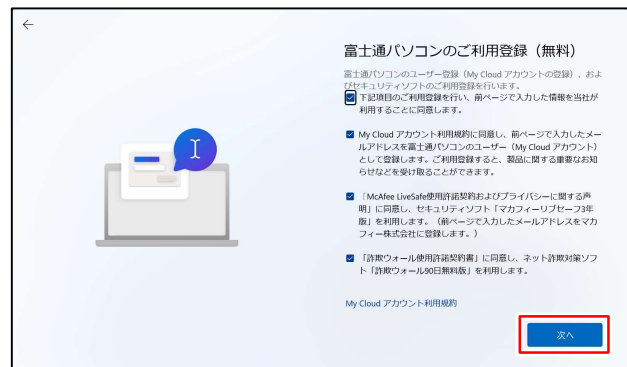 富士通パソコンのご利用登録（無料）
富士通パソコンのユーザー登録（My Cloud アカウントの登録）、およ
びセキュリティソフトのご利用登録を行います。
下記項目のご利用登録を行い、前ページで入力した情報を当社が
利用することに同意します。
My Cloud アカウント利用規約に同意し、前ページで入力したメー
ルアドレスを富士通パソコンのユーザー（My Cloud アカウント）
として登録します。ご利用登録すると、製品に関する重要なお知
らせなどを受け取ることができます。
「McAfee LiveSafe使用許諾契約およびプライバシーに関する声
明」に同意し、セキュリティソフト「マカフィーリブセーフ3年
版」を利用します。（前ページで入力したメールアドレスをマカ
フィー株式会社に登録します。）
「詐欺ウォール使用許諾契約書」に同意し、ネット詐欺対策ソフ
ト「詐欺ウォール90日無料版」を利用します。
My Cloud アカウント利用規約
次へ